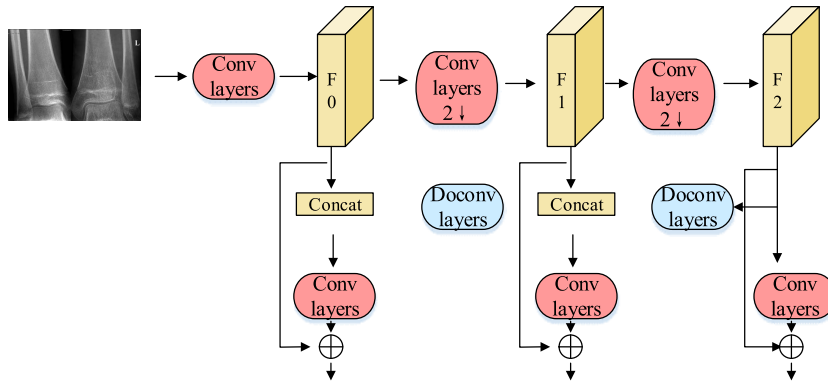 L
Conv
layers
F
0
Conv
layers
2↓
F
1
Conv
layers
2↓
F
2
Concat
Doconv
layers
Concat
Doconv
layers
Conv
layers
Conv
layers
Conv
layers